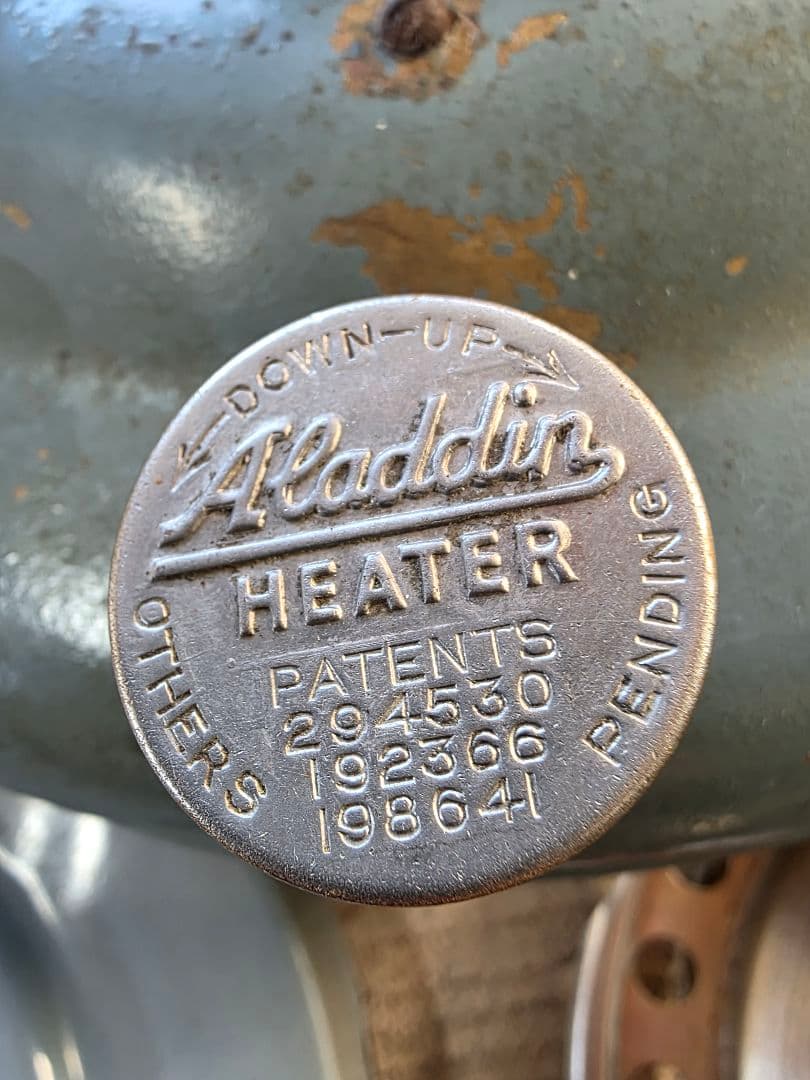 ←DOWN—UP→
Aladdin
HEATER
PATENTS
294530
192366
198641
OTHERS
PENDING